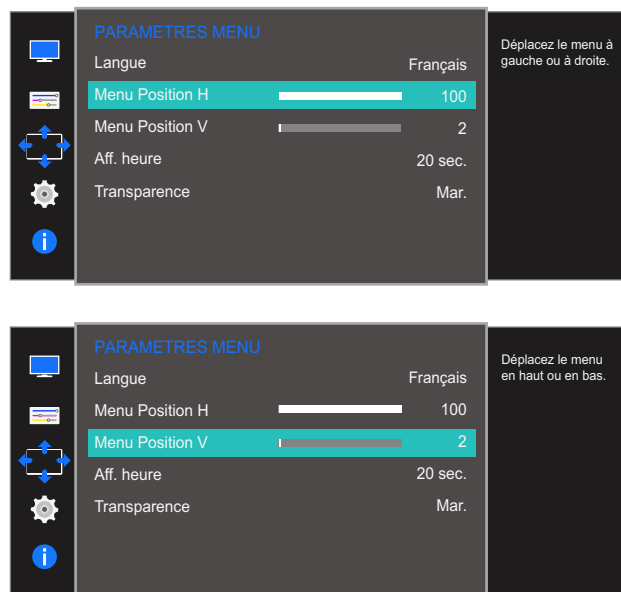 PARAMETRES MENU
Langue Français
Menu Position H 100
Menu Position V 2
Aff. heure 20 sec.
Transparence Mar.
Déplacez le menu à
gauche ou à droite.
PARAMETRES MENU
Langue Français
Menu Position H 100
Menu Position V 2
Aff. heure 20 sec.
Transparence Mar.
Déplacez le menu
en haut ou en bas.